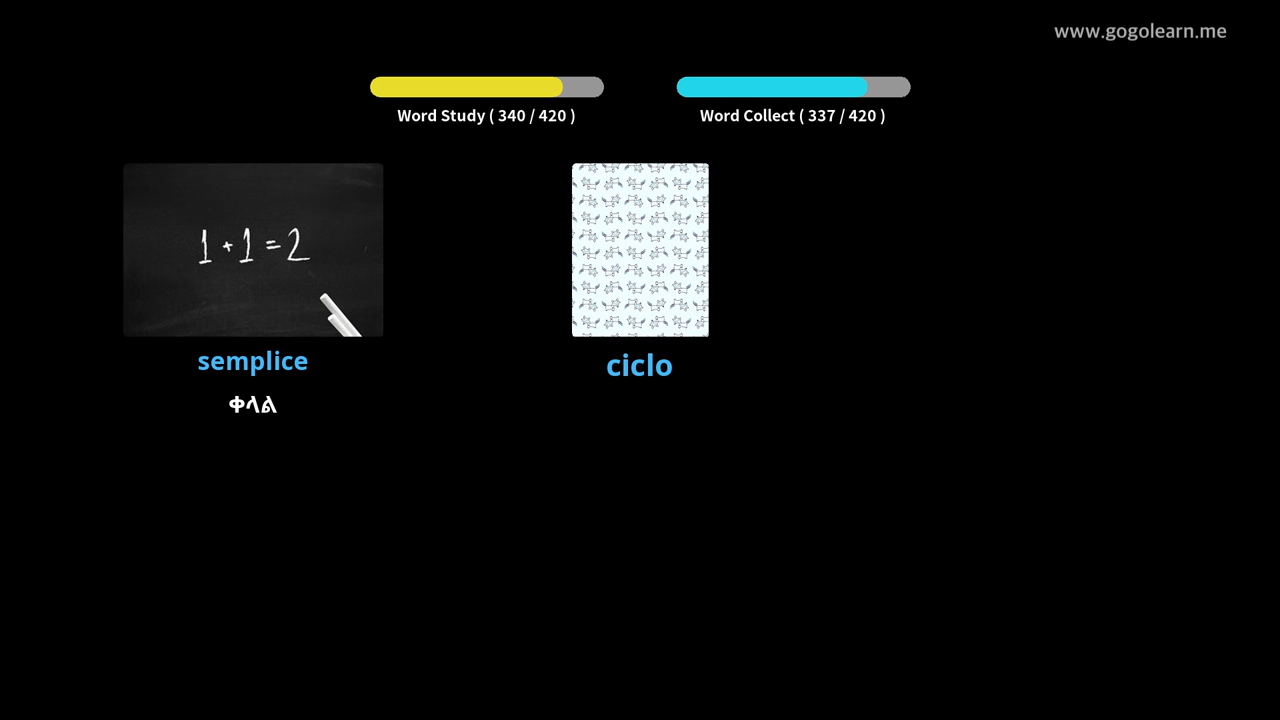 www.gogolearn.me
Word Study ( 340 / 420 )
Word Collect ( 337 / 420 )
1 + 1 = 2
semplice
ቀላል
ciclo